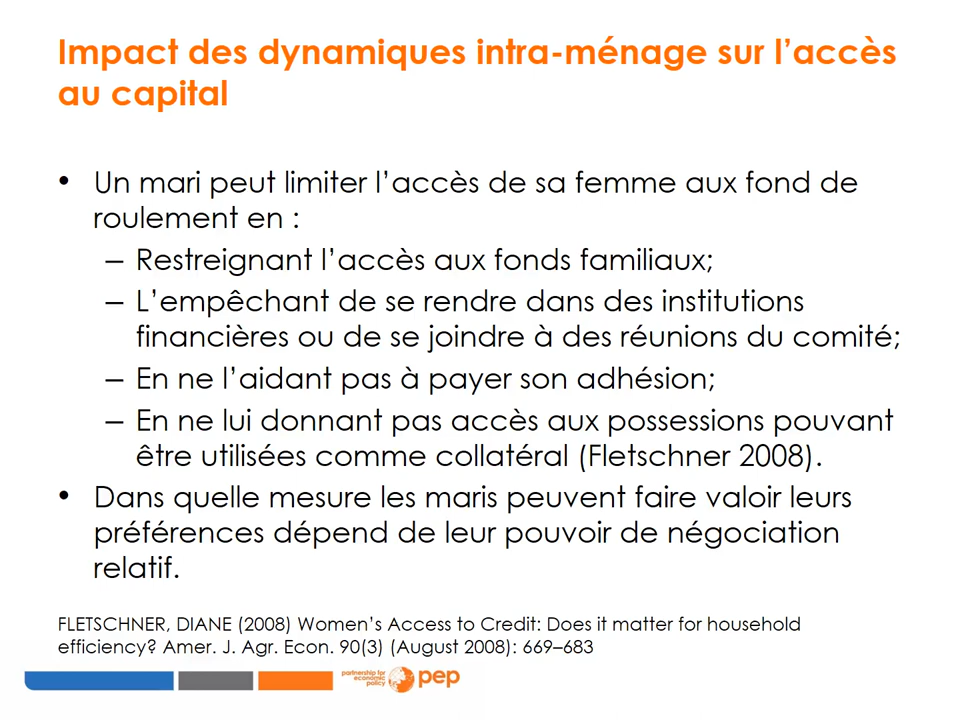 Impact des dynamiques intra-ménage sur l’accès
au capital
• Un mari peut limiter l’accès de sa femme aux fond de
roulement en :
– Restreignant l’accès aux fonds familiaux;
– L’empêchant de se rendre dans des institutions
financières ou de se joindre à des réunions du comité;
– En ne l’aidant pas à payer son adhésion;
– En ne lui donnant pas accès aux possessions pouvant
être utilisées comme collatéral (Fletschner 2008).
• Dans quelle mesure les maris peuvent faire valoir leurs
préférences dépend de leur pouvoir de négociation
relatif.
FLETSCHNER, DIANE (2008) Women’s Access to Credit: Does it matter for household
efficiency? Amer. J. Agr. Econ. 90(3) (August 2008): 669–683
partnership for
economic
policy
pep